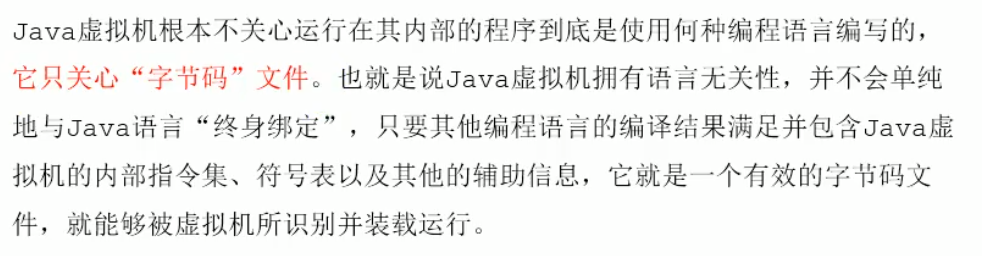 Java虚拟机根本不关心运行在其内部的程序到底是使用何种编程语言编写的，
它只关心“字节码”文件。也就是说Java虚拟机拥有语言无关性，并不会单纯
地与Java语言“终身绑定”，只要其他编程语言的编译结果满足并包含Java虚
拟机的内部指令集、符号表以及其他的辅助信息，它就是一个有效的字节码文
件，就能够被虚拟机所识别并装载运行。